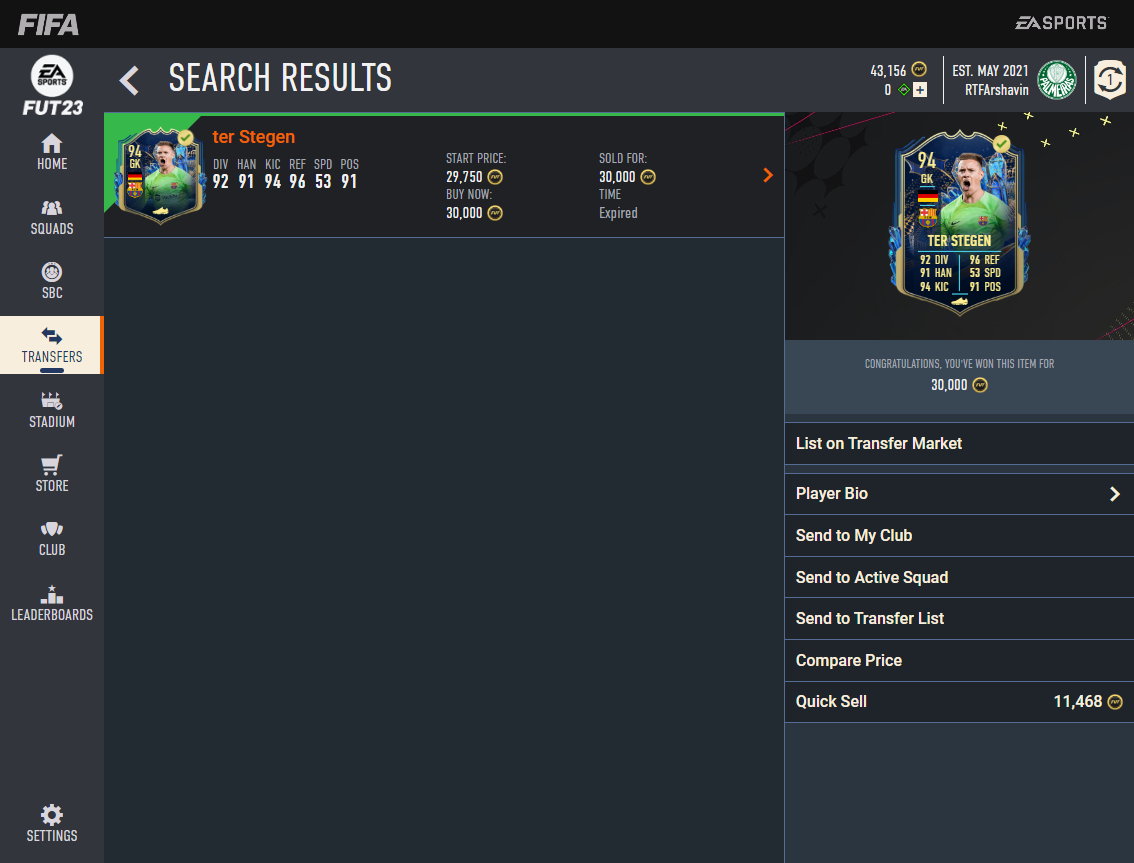 FIFA
EA SPORTS
EA SPORTS
FUT23
SEARCH RESULTS
43,156
0
EST. MAY 2021
RTFArshavin
PALMEIRAS
1
HOME
SQUADS
SBC
TRANSFERS
STADIUM
STORE
CLUB
LEADERBOARDS
SETTINGS
94
GK
ter Stegen
DIV HAN KIC REF SPD POS
92 91 94 96 53 91
START PRICE:
29,750
BUY NOW:
30,000
SOLD FOR:
30,000
TIME
Expired
94
GK
TER STEGEN
92 DIV 96 REF
91 HAN 53 SPD
94 KIC 91 POS
CONGRATULATIONS, YOU'VE WON THIS ITEM FOR
30,000
List on Transfer Market
Player Bio
Send to My Club
Send to Active Squad
Send to Transfer List
Compare Price
Quick Sell 11,468